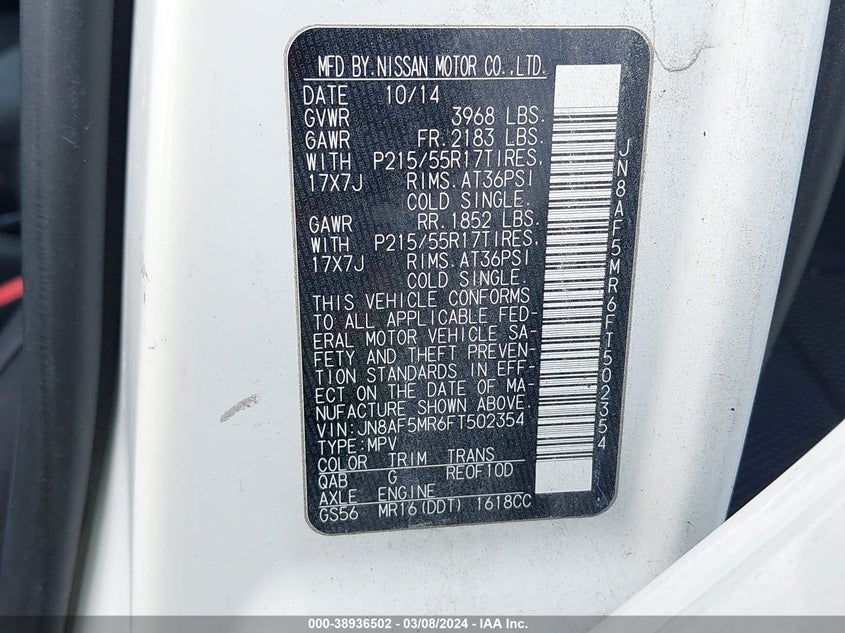 MFD BY.NISSAN MOTOR CO.,LTD.
DATE 10/14
GVWR 3968 LBS.
GAWR FR.2183 LBS.
WITH P215/55R17TIRES.
17X7J RIMS.AT36PSI
COLD SINGLE.
GAWR RR.1852 LBS.
WITH P215/55R17TIRES.
17X7J RIMS.AT36PSI
COLD SINGLE.
THIS VEHICLE CONFORMS
TO ALL APPLICABLE FED-
ERAL MOTOR VEHICLE SA-
FETY AND THEFT PREVEN-
TION STANDARDS IN EFF-
ECT ON THE DATE OF MA-
NUFACTURE SHOWN ABOVE.
VIN:JN8AF5MR6FT502354
TYPE:MPV
COLOR TRIM TRANS
QAB G RE0F10D
AXLE ENGINE
GS56 MR16(DDT) 1618CC
JN8AF5MR6FT502354
000-38936502 - 03/08/2024 - IAA Inc.